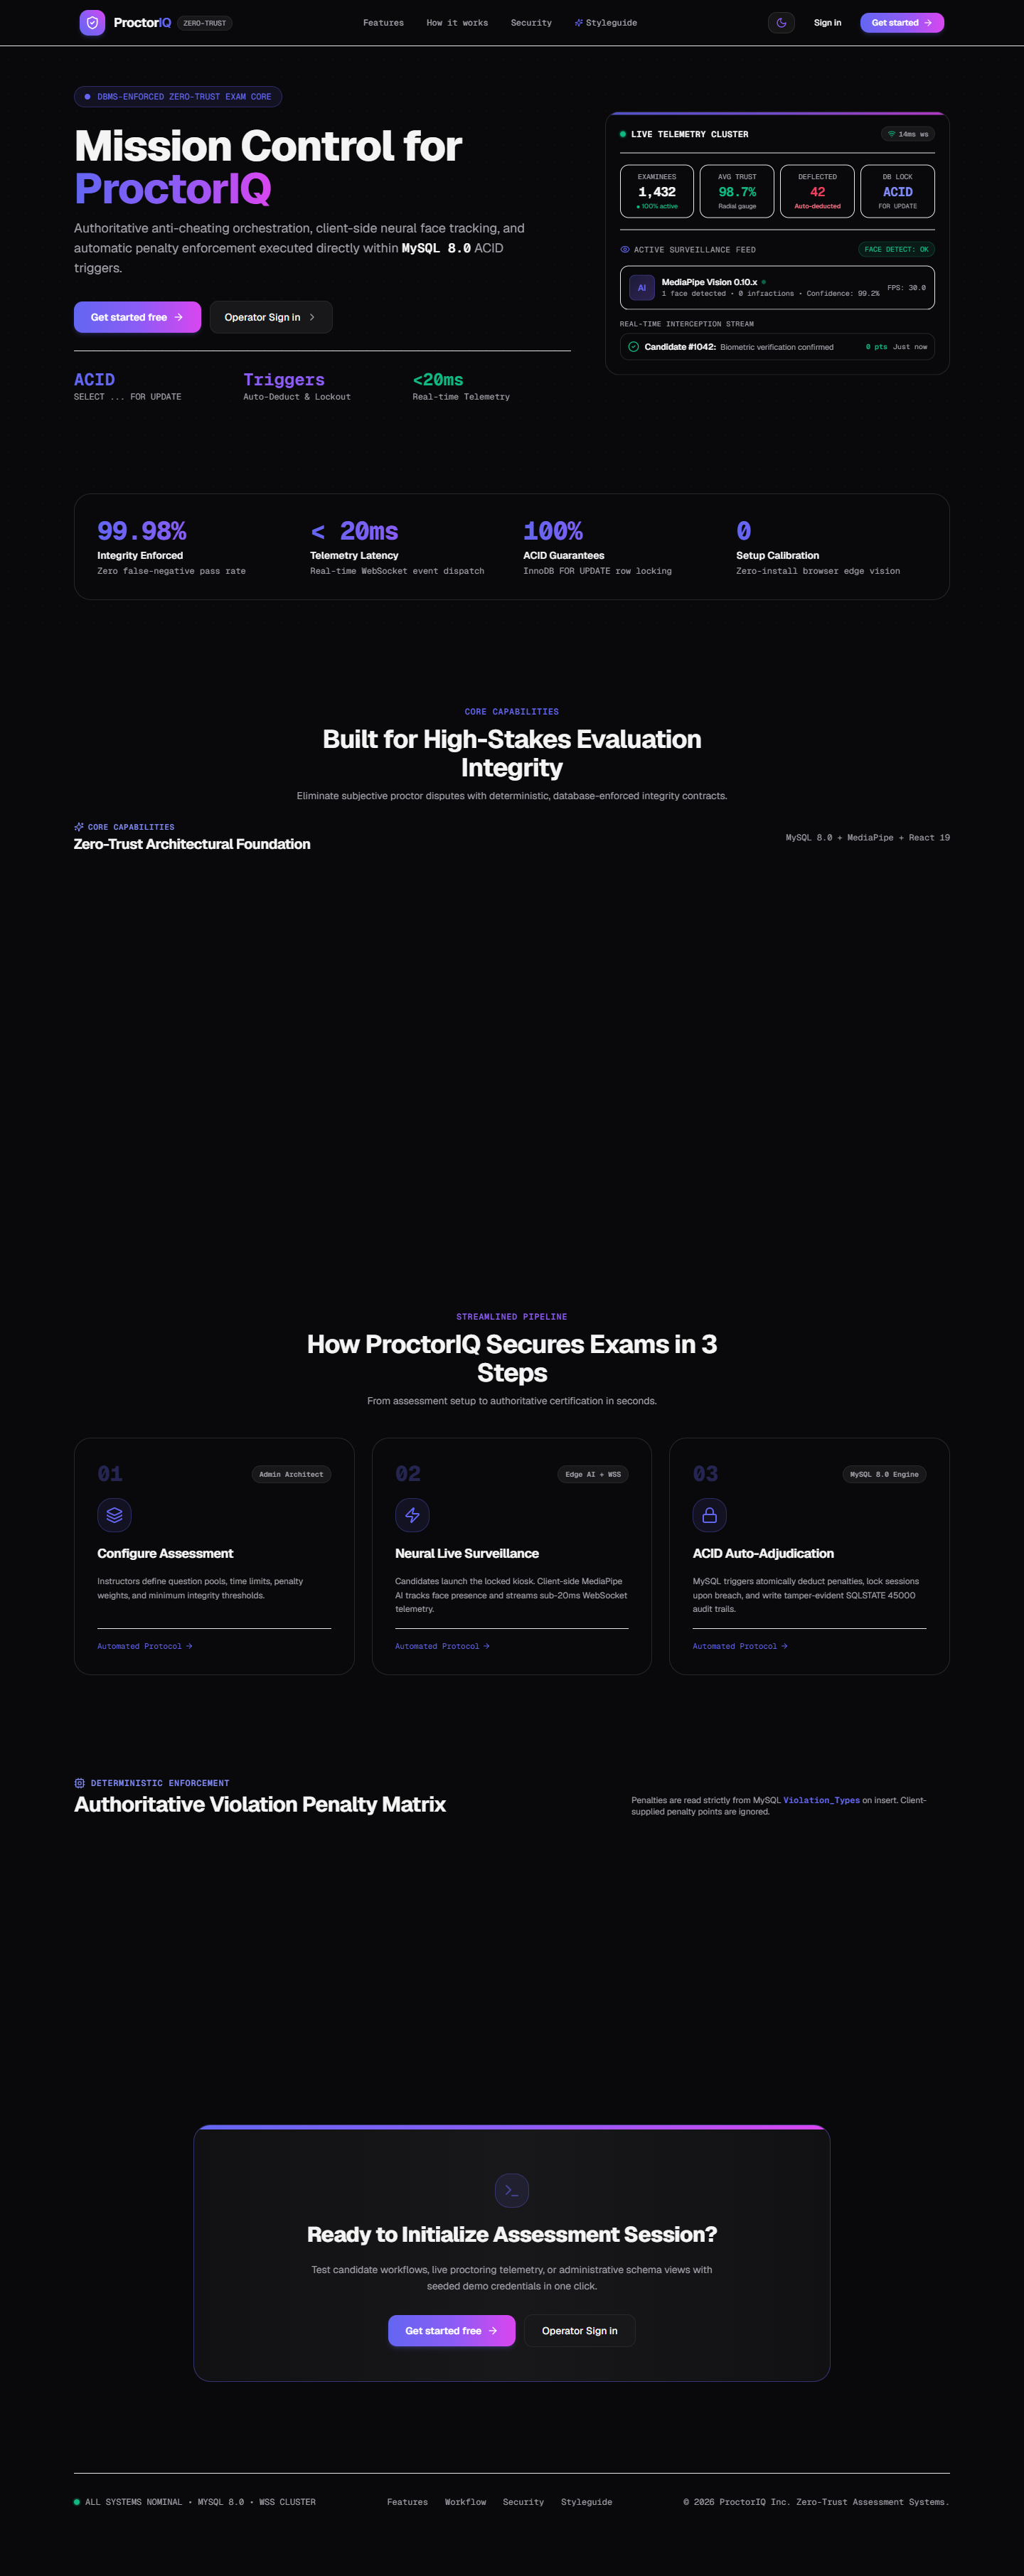 ProctorIQ ZERO-TRUST Features How it works Security Styleguide Sign in Get started →
DBMS-ENFORCED ZERO-TRUST EXAM CORE
Mission Control for
ProctorIQ
Authoritative anti-cheating orchestration, client-side neural face tracking, and
automatic penalty enforcement executed directly within MySQL 8.0 ACID
triggers.
Get started free → Operator Sign in >
ACID Triggers <20ms
SELECT ... FOR UPDATE Auto-Deduct & Lockout Real-time Telemetry
LIVE TELEMETRY CLUSTER 14ms ws
EXAMINEES AVG TRUST DEFLECTED DB LOCK
1,432 98.7% 42 ACID
● 100% active Radial gauge Auto-deducted FOR UPDATE
ACTIVE SURVEILLANCE FEED FACE DETECT: OK
AI
MediaPipe Vision 0.10.x
1 face detected • 0 infractions • Confidence: 99.2% FPS: 30.0
REAL-TIME INTERCEPTION STREAM
Candidate #1042: Biometric verification confirmed 0 pts Just now
99.98% < 20ms 100% 0
Integrity Enforced Telemetry Latency ACID Guarantees Setup Calibration
Zero false-negative pass rate Real-time WebSocket event dispatch InnoDB FOR UPDATE row locking Zero-install browser edge vision
CORE CAPABILITIES
Built for High-Stakes Evaluation
Integrity
Eliminate subjective proctor disputes with deterministic, database-enforced integrity contracts.
CORE CAPABILITIES
Zero-Trust Architectural Foundation
MySQL 8.0 + MediaPipe + React 19
STREAMLINED PIPELINE
How ProctorIQ Secures Exams in 3
Steps
From assessment setup to authoritative certification in seconds.
01 Admin Architect
Configure Assessment
Instructors define question pools, time limits, penalty
weights, and minimum integrity thresholds.
Automated Protocol →
02 Edge AI + WSS
Neural Live Surveillance
Candidates launch the locked kiosk. Client-side MediaPipe
AI tracks face presence and streams sub-20ms WebSocket
telemetry.
Automated Protocol →
03 MySQL 8.0 Engine
ACID Auto-Adjudication
MySQL triggers atomically deduct penalties, lock sessions
upon breach, and write tamper-evident SQLSTATE 45000
audit trails.
Automated Protocol →
DETERMINISTIC ENFORCEMENT
Authoritative Violation Penalty Matrix
Penalties are read strictly from MySQL Violation_Types on insert. Client-
supplied penalty points are ignored.
Ready to Initialize Assessment Session?
Test candidate workflows, live proctoring telemetry, or administrative schema views with
seeded demo credentials in one click.
Get started free → Operator Sign in
ALL SYSTEMS NOMINAL • MYSQL 8.0 • WSS CLUSTER Features Workflow Security Styleguide © 2026 ProctorIQ Inc. Zero-Trust Assessment Systems.